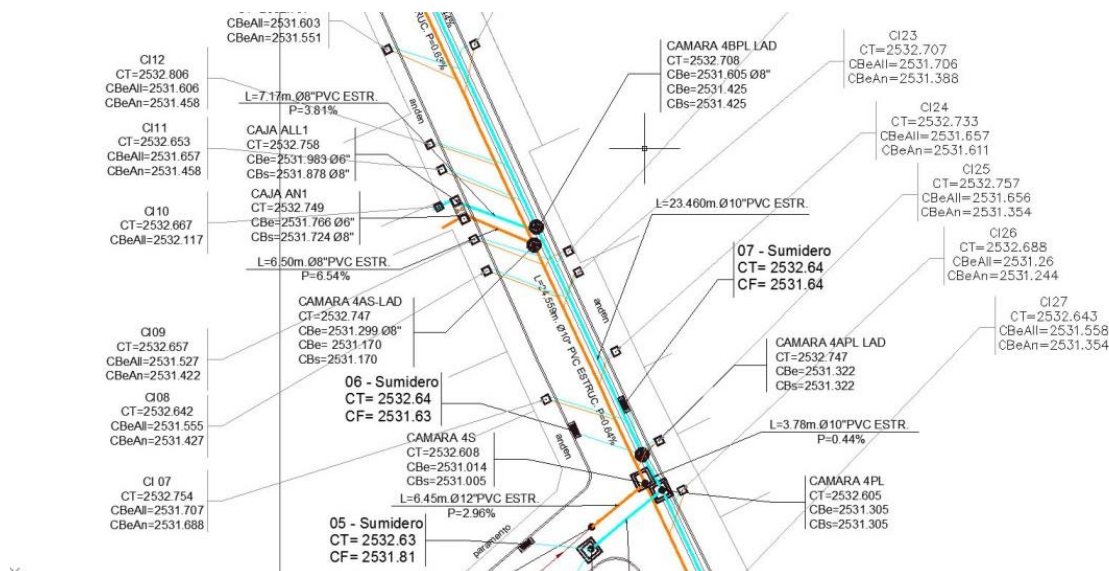 CBeAll=2531.603
CBeAn=2531.551
CI12
CT=2532.806
CBeAll=2531.606
CBeAn=2531.458
CI11
CT=2532.653
CBeAll=2531.657
CBeAn=2531.458
CI10
CT=2532.667
CBeAll=2532.117
CI09
CT=2532.657
CBeAll=2531.527
CBeAn=2531.422
CI08
CT=2532.642
CBeAll=2531.555
CBeAn=2531.427
CI 07
CT=2532.754
CBeAll=2531.707
CBeAn=2531.688
L=7.17m.Ø8"PVC ESTR.
P=3.81%
CAJA ALL1
CT=2532.758
CBe=2531.983 Ø6"
CBs=2531.878 Ø8"
CAJA AN1
CT=2532.749
CBe=2531.766 Ø6"
CBs=2531.724 Ø8"
L=6.50m.Ø8"PVC ESTR.
P=6.54%
CAMARA 4AS-LAD
CT=2532.747
CBe=2531.299 Ø8"
CBe= 2531.170
CBs=2531.170
06 - Sumidero
CT= 2532.64
CF= 2531.63
CAMARA 4S
CT=2532.608
CBe=2531.014
CBs=2531.005
L=6.45m.Ø12"PVC ESTR.
P=2.96%
05 - Sumidero
CT= 2532.63
CF= 2531.81
paramento
anden
anden
anden
ESTRUC. P=0.63%
L=24.559m. Ø10" PVC ESTRUC. P=0.64%
CAMARA 4BPL LAD
CT=2532.708
CBe=2531.605 Ø8"
CBe=2531.425
CBs=2531.425
L=23.460m.Ø10"PVC ESTR.
07 - Sumidero
CT= 2532.64
CF= 2531.64
CAMARA 4APL LAD
CT=2532.747
CBe=2531.322
CBs=2531.322
L=3.78m.Ø10"PVC ESTR.
P=0.44%
CAMARA 4PL
CT=2532.605
CBe=2531.305
CBs=2531.305
CI23
CT=2532.707
CBeAll=2531.706
CBeAn=2531.388
CI24
CT=2532.733
CBeAll=2531.657
CBeAn=2531.611
CI25
CT=2532.757
CBeAll=2531.656
CBeAn=2531.354
CI26
CT=2532.688
CBeAll=2531.26
CBeAn=2531.244
CI27
CT=2532.643
CBeAll=2531.558
CBeAn=2531.354